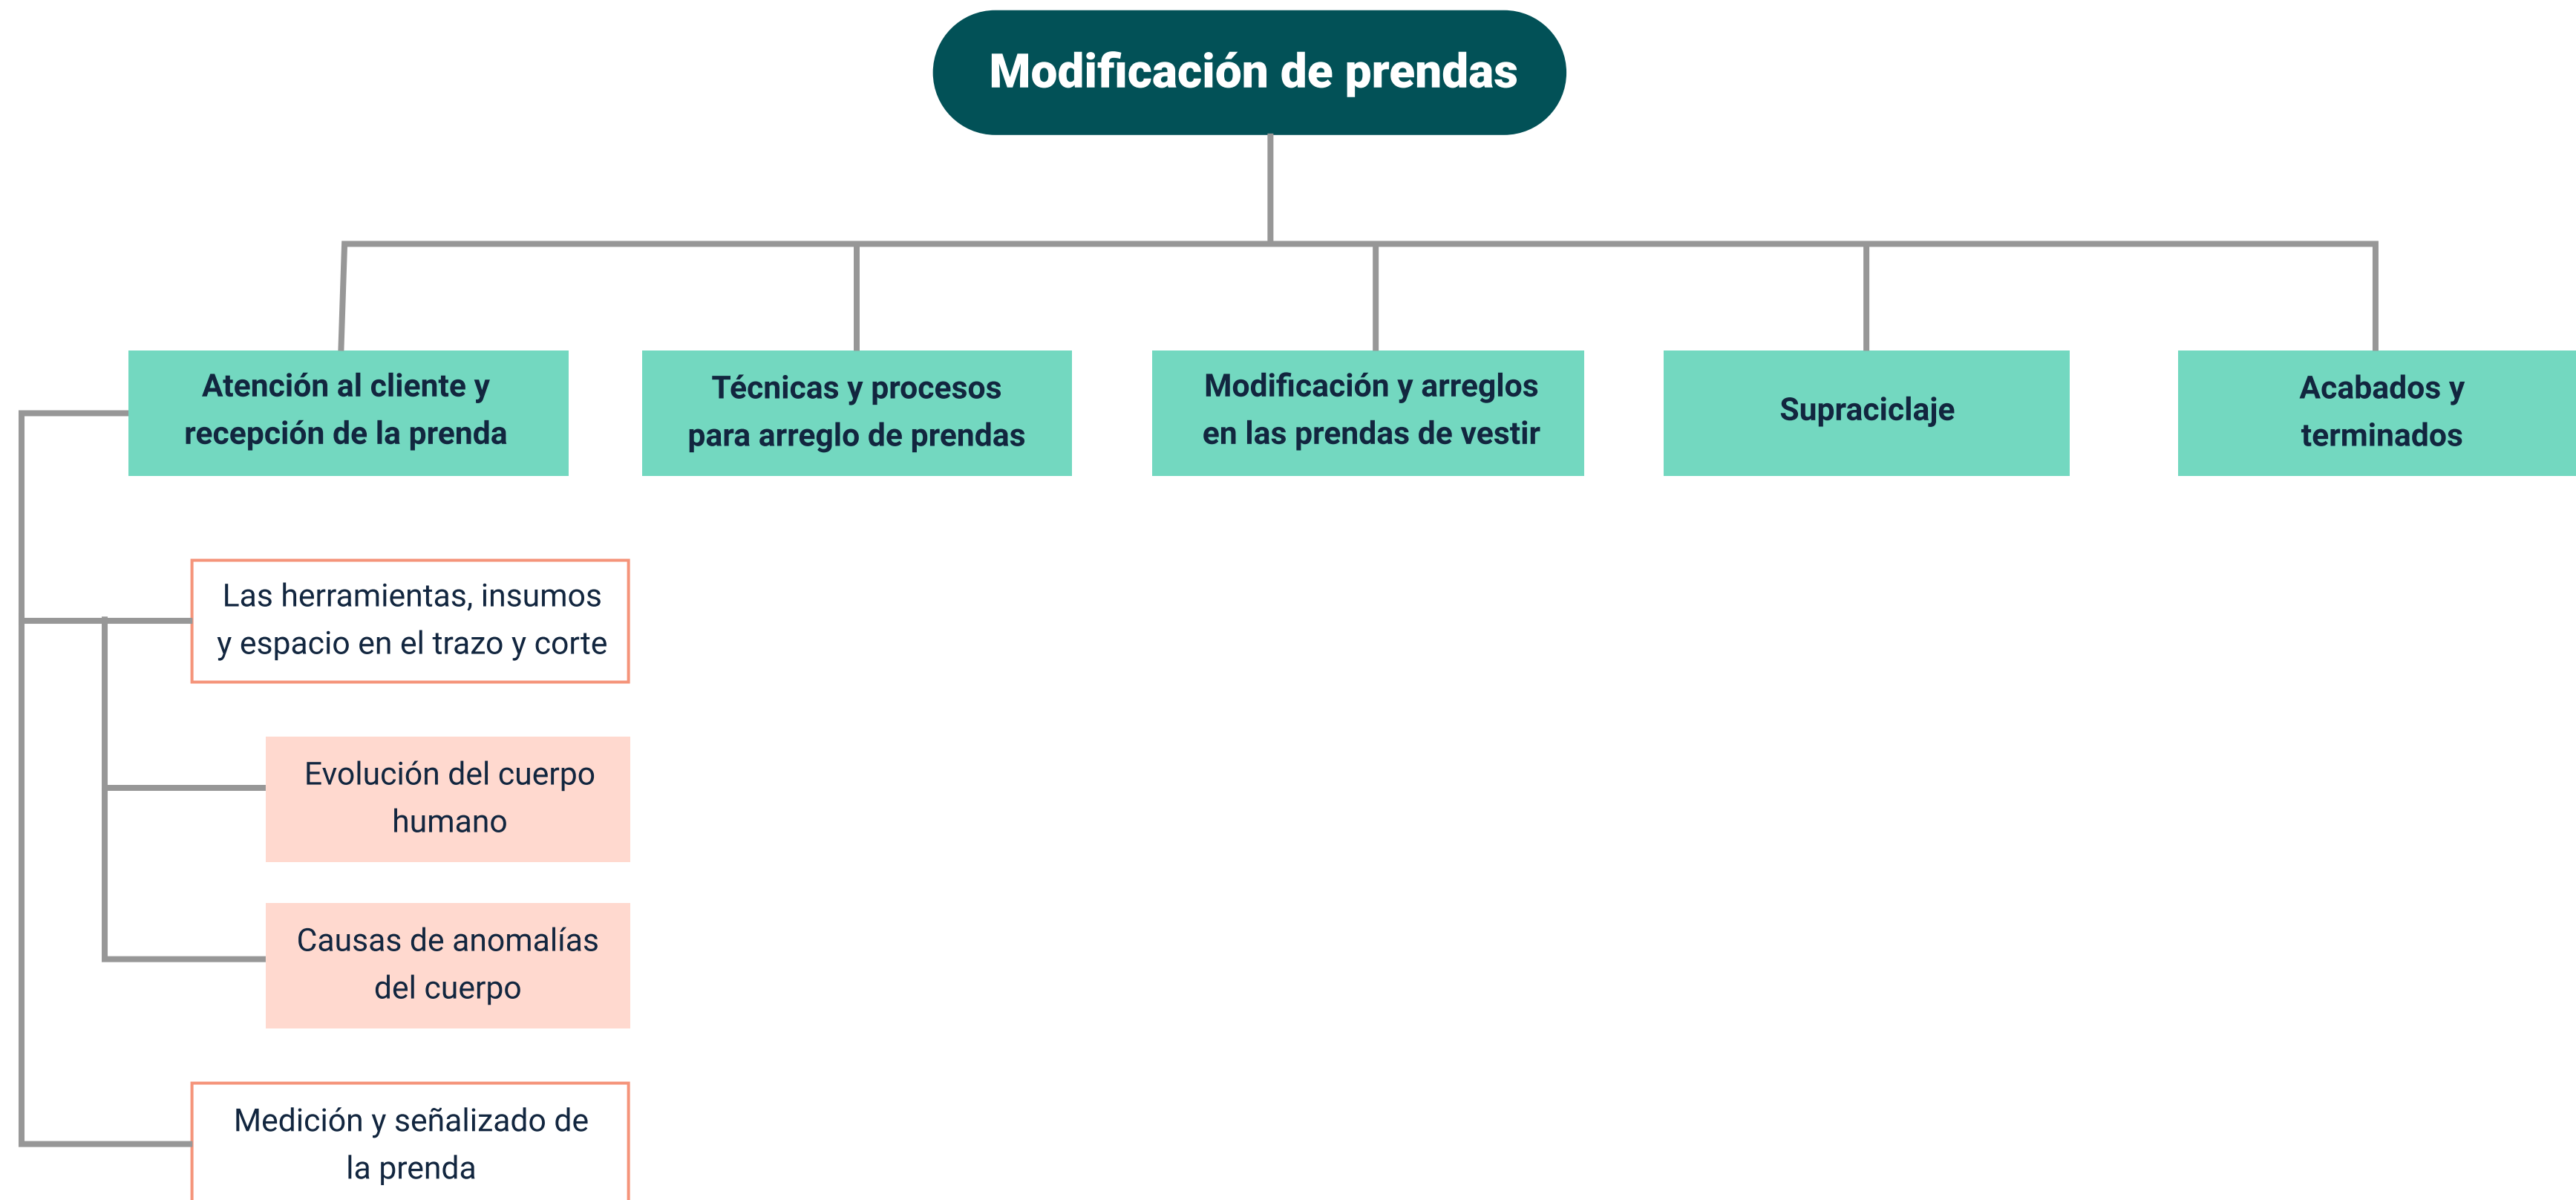 Modificación de prendas
Atención al cliente y
recepción de la prenda
Técnicas y procesos
para arreglo de prendas
Modificación y arreglos
en las prendas de vestir
Supraciclaje
Acabados y
terminados
Las herramientas, insumos
y espacio en el trazo y corte
Evolución del cuerpo
humano
Causas de anomalías
del cuerpo
Medición y señalizado de
la prenda